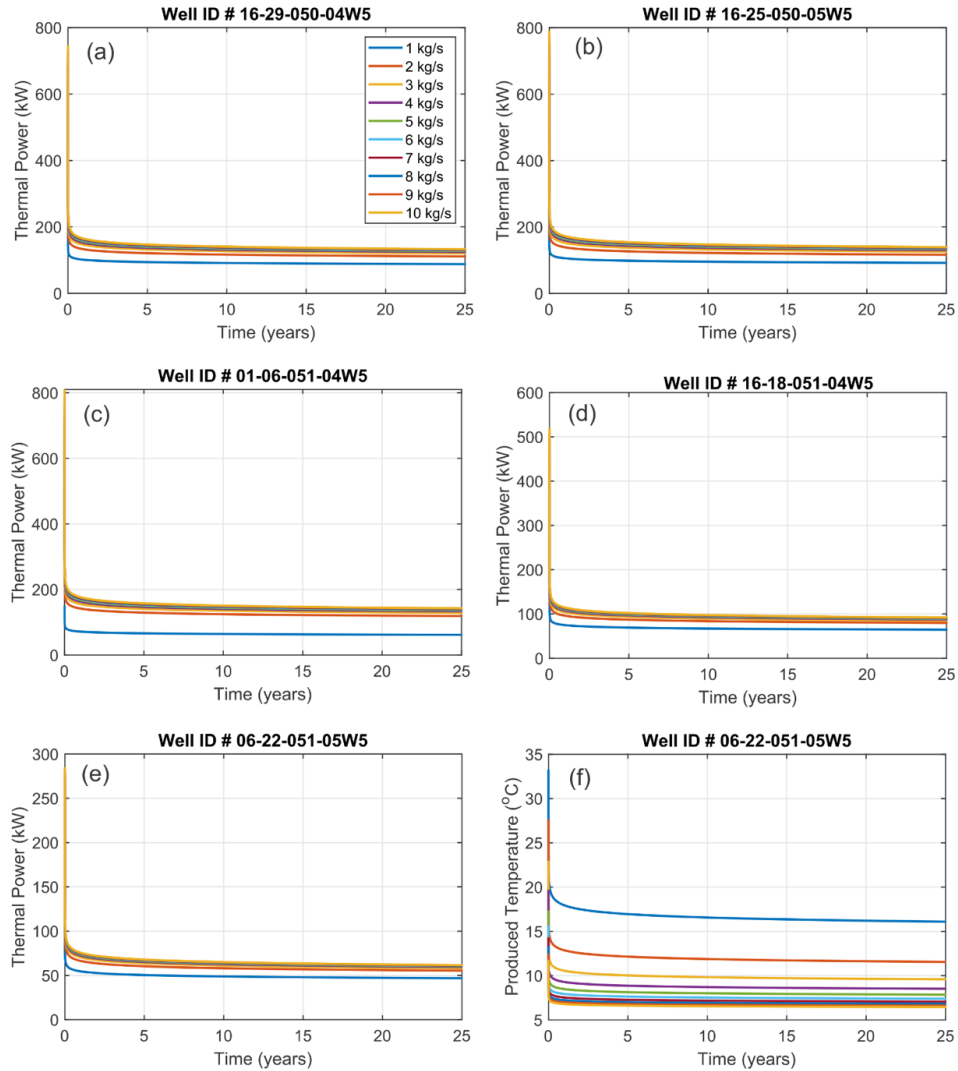 Well ID # 16-29-050-04W5
(a)
Thermal Power (kW)
800
600
400
200
0
0 5 10 15 20 25
Time (years)
1 kg/s
2 kg/s
3 kg/s
4 kg/s
5 kg/s
6 kg/s
7 kg/s
8 kg/s
9 kg/s
10 kg/s
Well ID # 16-25-050-05W5
(b)
Thermal Power (kW)
800
600
400
200
0
0 5 10 15 20 25
Time (years)
Well ID # 01-06-051-04W5
(c)
Thermal Power (kW)
800
600
400
200
0
0 5 10 15 20 25
Time (years)
Well ID # 16-18-051-04W5
(d)
Thermal Power (kW)
600
500
400
300
200
100
0
0 5 10 15 20 25
Time (years)
Well ID # 06-22-051-05W5
(e)
Thermal Power (kW)
300
250
200
150
100
50
0
0 5 10 15 20 25
Time (years)
Well ID # 06-22-051-05W5
(f)
Produced Temperature (°C)
35
30
25
20
15
10
5
0 5 10 15 20 25
Time (years)